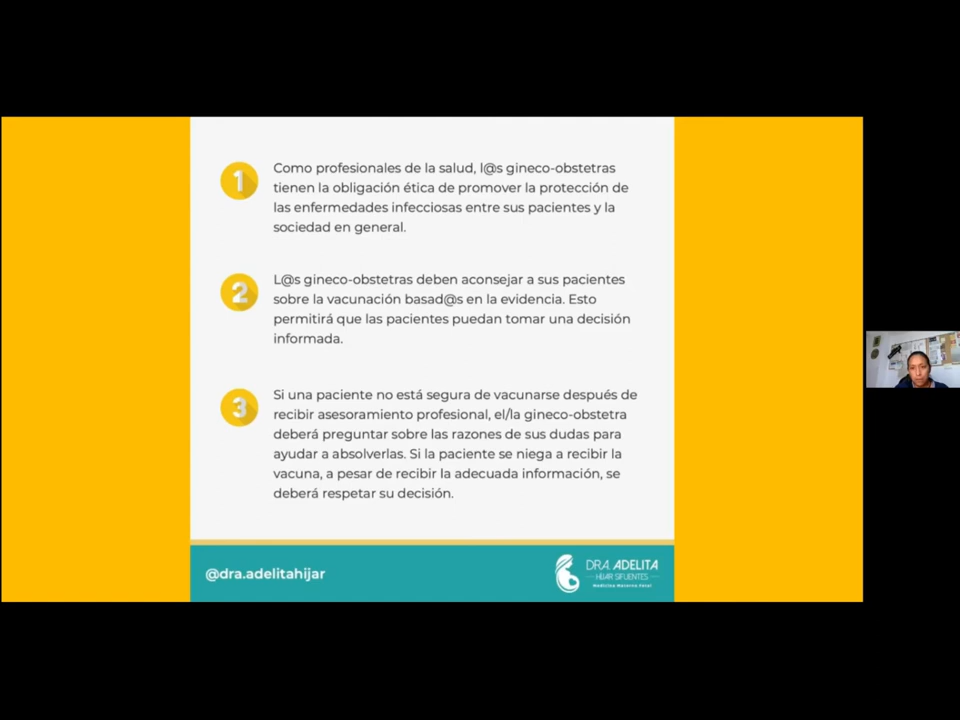 1
Como profesionales de la salud, l@s gineco-obstetras
tienen la obligación ética de promover la protección de
las enfermedades infecciosas entre sus pacientes y la
sociedad en general.
2
L@s gineco-obstetras deben aconsejar a sus pacientes
sobre la vacunación basad@s en la evidencia. Esto
permitirá que las pacientes puedan tomar una decisión
informada.
3
Si una paciente no está segura de vacunarse después de
recibir asesoramiento profesional, el/la gineco-obstetra
deberá preguntar sobre las razones de sus dudas para
ayudar a absolverlas. Si la paciente se niega a recibir la
vacuna, a pesar de recibir la adecuada información, se
deberá respetar su decisión.
@dra.adelitahijar
DRA. ADELITA
HÍJAR SIFUENTES
Medicina Materno Fetal